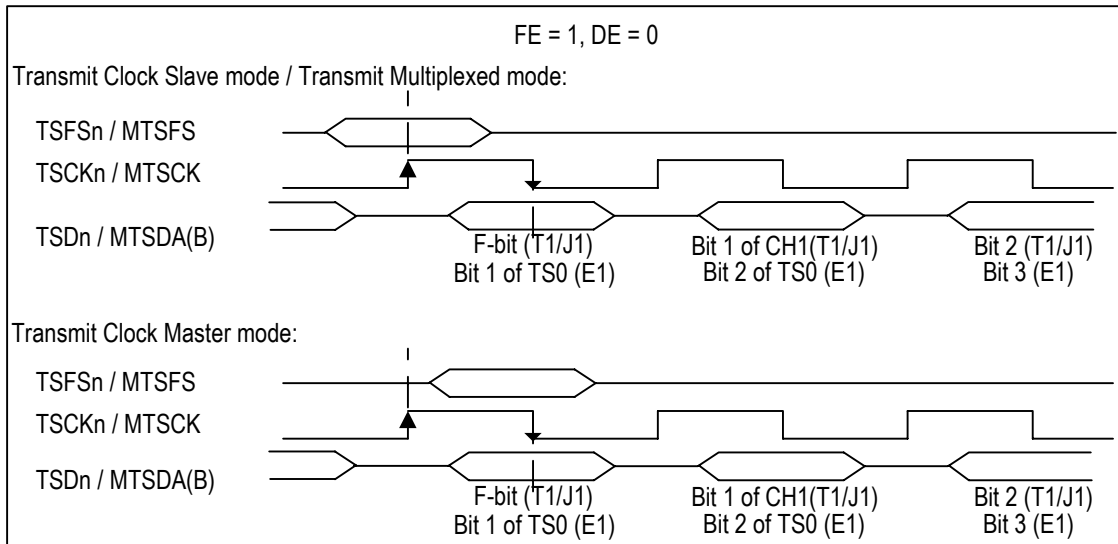 FE = 1, DE = 0
Transmit Clock Slave mode / Transmit Multiplexed mode:
TSFSn / MTSFS
TSCKn / MTSCK
TSDn / MTSDA(B)
F-bit (T1/J1)
Bit 1 of TS0 (E1)
Bit 1 of CH1(T1/J1)
Bit 2 of TS0 (E1)
Bit 2 (T1/J1)
Bit 3 (E1)
Transmit Clock Master mode:
TSFSn / MTSFS
TSCKn / MTSCK
TSDn / MTSDA(B)
F-bit (T1/J1)
Bit 1 of TS0 (E1)
Bit 1 of CH1(T1/J1)
Bit 2 of TS0 (E1)
Bit 2 (T1/J1)
Bit 3 (E1)